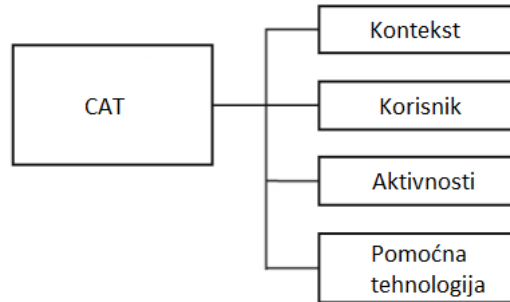 CAT
Kontekst
Korisnik
Aktivnosti
Pomoćna
tehnologija